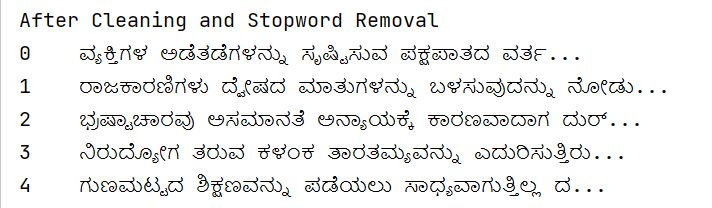 After Cleaning and Stopword Removal
0 ವ್ಯಕ್ತಿಗಳ ಅಡೆತಡೆಗಳನ್ನು ಸೃಷ್ಟಿಸುವ ಪಕ್ಷಪಾತದ ವರ್ತ...
1 ರಾಜಕಾರಣಿಗಳು ದ್ವೇಷದ ಮಾತುಗಳನ್ನು ಬಳಸುವುದನ್ನು ನೋಡು...
2 ಭ್ರಷ್ಟಾಚಾರವು ಅಸಮಾನತೆ ಅನ್ಯಾಯಕ್ಕೆ ಕಾರಣವಾದಾಗ ದುರ್...
3 ನಿರುದ್ಯೋಗ ತರುವ ಕಳಂಕ ತಾರತಮ್ಯವನ್ನು ಎದುರಿಸುತ್ತಿರು...
4 ಗುಣಮಟ್ಟದ ಶಿಕ್ಷಣವನ್ನು ಪಡೆಯಲು ಸಾಧ್ಯವಾಗುತ್ತಿಲ್ಲ ದ...